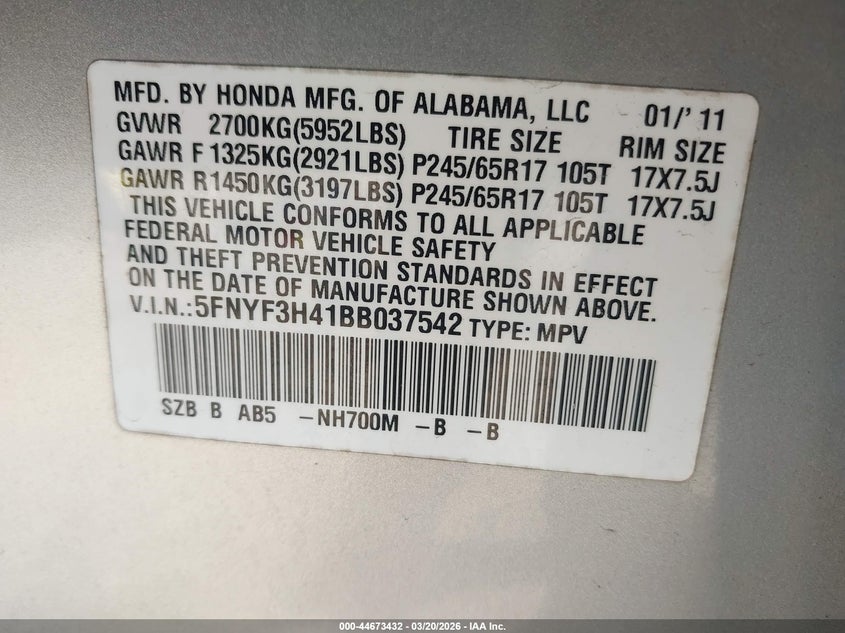 MFD. BY HONDA MFG. OF ALABAMA, LLC 01/' 11
GVWR 2700KG(5952LBS) TIRE SIZE RIM SIZE
GAWR F 1325KG(2921LBS) P245/65R17 105T 17X7.5J
GAWR R1450KG(3197LBS) P245/65R17 105T 17X7.5J
THIS VEHICLE CONFORMS TO ALL APPLICABLE
FEDERAL MOTOR VEHICLE SAFETY
AND THEFT PREVENTION STANDARDS IN EFFECT
ON THE DATE OF MANUFACTURE SHOWN ABOVE.
V.I.N.:5FNYF3H41BB037542 TYPE: MPV
SZB B AB5 -NH700M -B -B
000-44673432 - 03/20/2026 - IAA Inc.